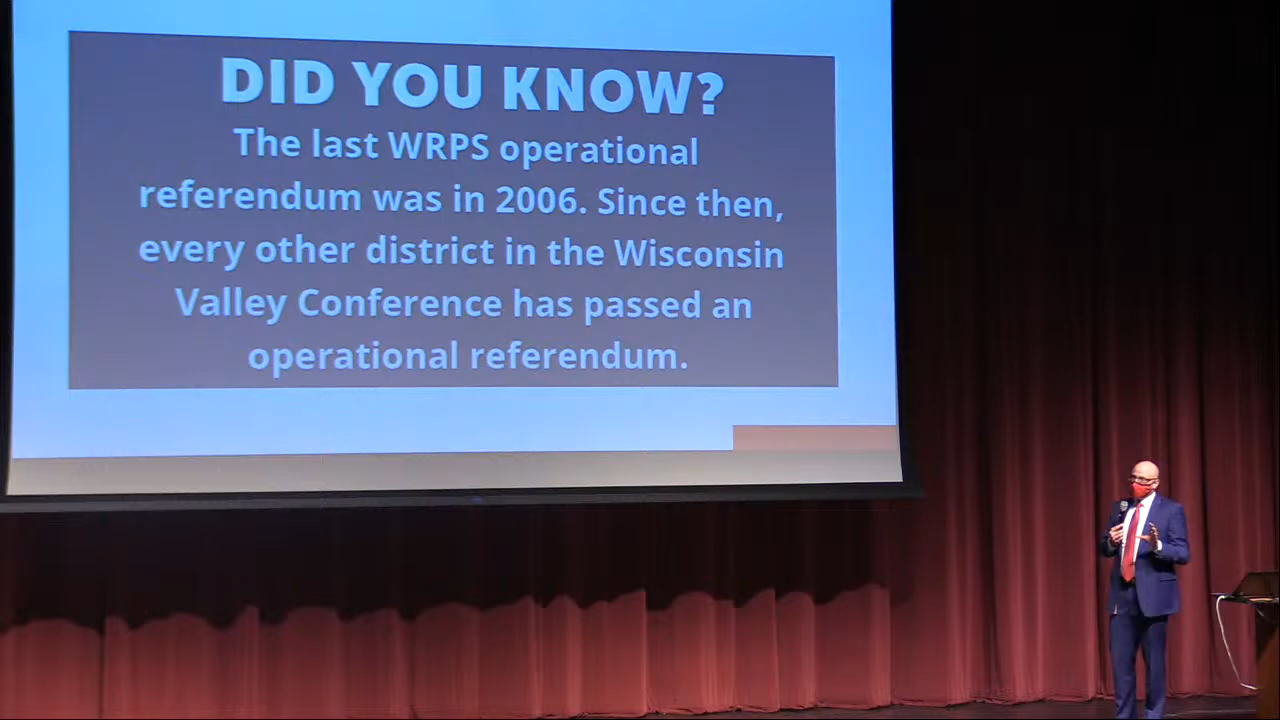 DID YOU KNOW?
The last WRPS operational
referendum was in 2006. Since then,
every other district in the Wisconsin
Valley Conference has passed an
operational referendum.